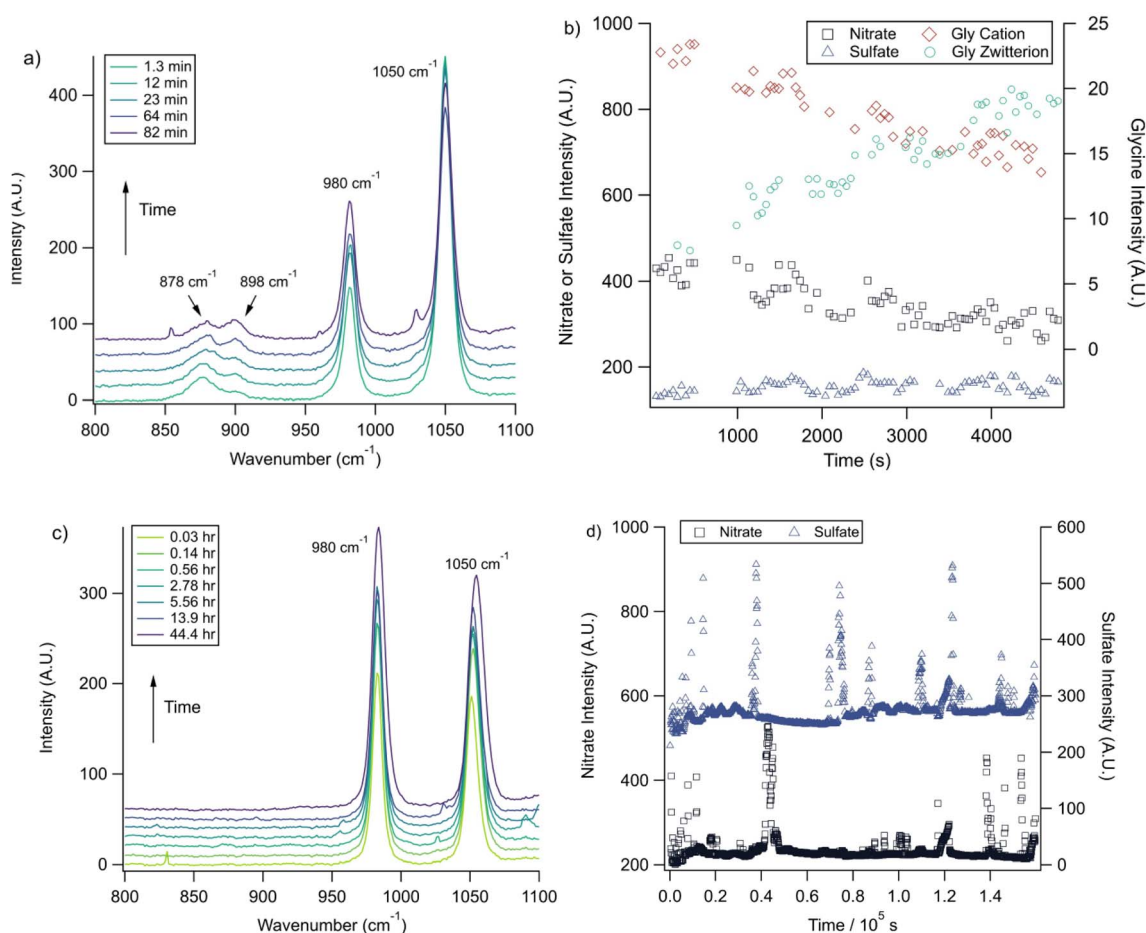 a)
1.3 min
12 min
23 min
64 min
82 min
Time
878 cm⁻¹
898 cm⁻¹
980 cm⁻¹
1050 cm⁻¹
Intensity (A.U.)
400
300
200
100
0
800 850 900 950 1000 1050 1100
Wavenumber (cm⁻¹)
b)
Nitrate Gly Cation
Sulfate Gly Zwitterion
Nitrate or Sulfate Intensity (A.U.)
1000
800
600
400
200
Glycine Intensity (A.U.)
25
20
15
10
5
0
1000 2000 3000 4000
Time (s)
c)
0.03 hr
0.14 hr
0.56 hr
2.78 hr
5.56 hr
13.9 hr
44.4 hr
Time
980 cm⁻¹
1050 cm⁻¹
Intensity (A.U.)
300
200
100
0
800 850 900 950 1000 1050 1100
Wavenumber (cm⁻¹)
d)
Nitrate Sulfate
Nitrate Intensity (A.U.)
1000
800
600
400
200
Sulfate Intensity (A.U.)
600
500
400
300
200
100
0
0.0 0.2 0.4 0.6 0.8 1.0 1.2 1.4
Time / 10⁵ s